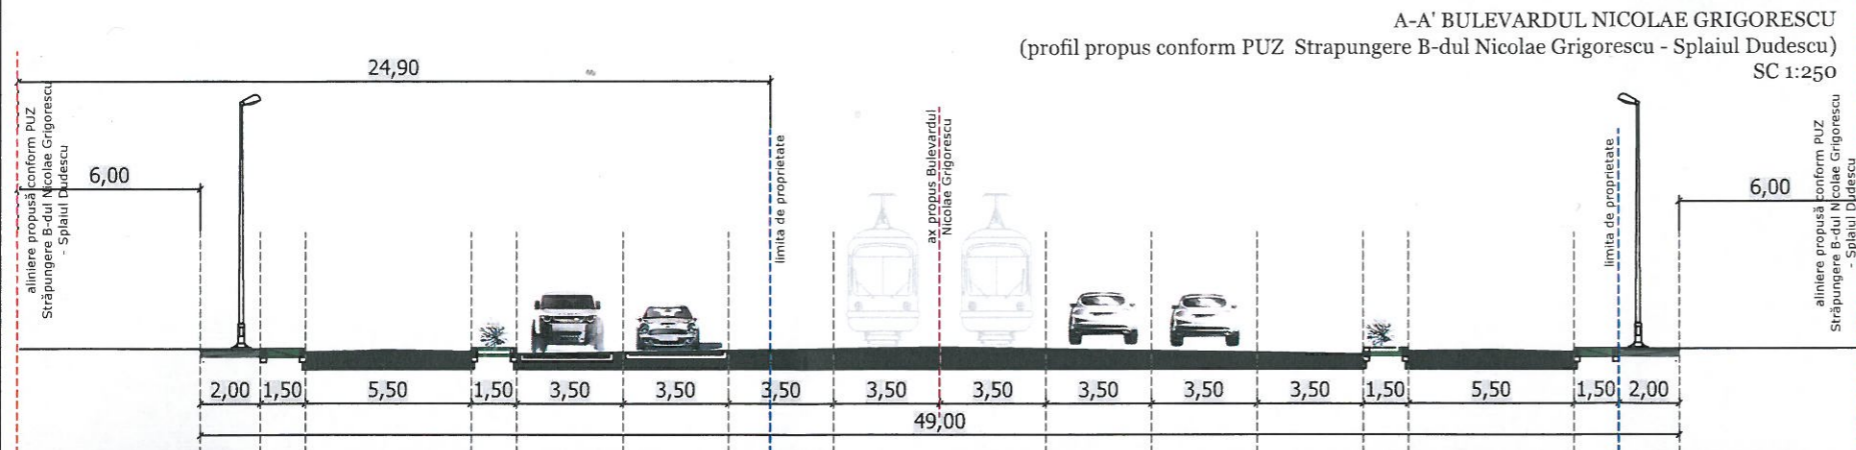 A-A' BULEVARDUL NICOLAE GRIGORESCU
(profil propus conform PUZ Strapungere B-dul Nicolae Grigorescu - Splaiul Dudescu)
SC 1:250
24,90
aliniere propusă conform PUZ
Străpungere B-dul Nicolae Grigorescu
- Splaiul Dudescu
6,00
limita de proprietate
ax propus Bulevardul
Nicolae Grigorescu
limita de proprietate
6,00
aliniere propusă conform PUZ
Străpungere B-dul Nicolae Grigorescu
- Splaiul Dudescu
2,00 1,50 5,50 1,50 3,50 3,50 3,50 3,50 3,50 3,50 3,50 3,50 1,50 5,50 1,50 2,00
49,00